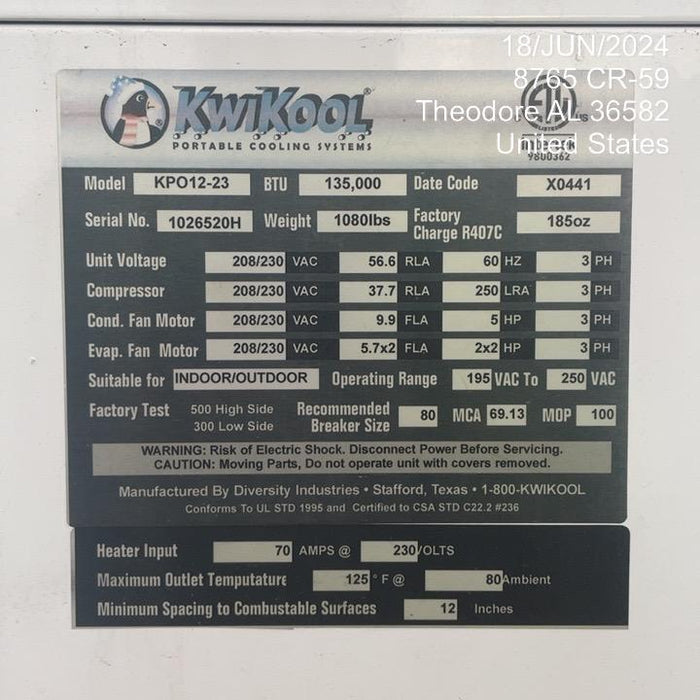 18/JUN/2024
8765 CR-59
Theodore AL 36582
United States
KWIKOOL®
PORTABLE COOLING SYSTEMS
LISTED US
Intertek
9800362
Model KPO12-23 BTU 135,000 Date Code X0441
Serial No. 1026520H Weight 1080lbs Factory Charge R407C 185oz
Unit Voltage 208/230 VAC 56.6 RLA 60 HZ 3 PH
Compressor 208/230 VAC 37.7 RLA 250 LRA 3 PH
Cond. Fan Motor 208/230 VAC 9.9 FLA 5 HP 3 PH
Evap. Fan Motor 208/230 VAC 5.7x2 FLA 2x2 HP 3 PH
Suitable for INDOOR/OUTDOOR Operating Range 195 VAC To 250 VAC
Factory Test 500 High Side 300 Low Side Recommended Breaker Size 80 MCA 69.13 MOP 100
WARNING: Risk of Electric Shock. Disconnect Power Before Servicing.
CAUTION: Moving Parts, Do not operate unit with covers removed.
Manufactured By Diversity Industries • Stafford, Texas • 1-800-KWIKOOL
Conforms To UL STD 1995 and Certified to CSA STD C22.2 #236
Heater Input 70 AMPS @ 230 VOLTS
Maximum Outlet Temputature 125 ° F @ 80 Ambient
Minimum Spacing to Combustable Surfaces 12 Inches